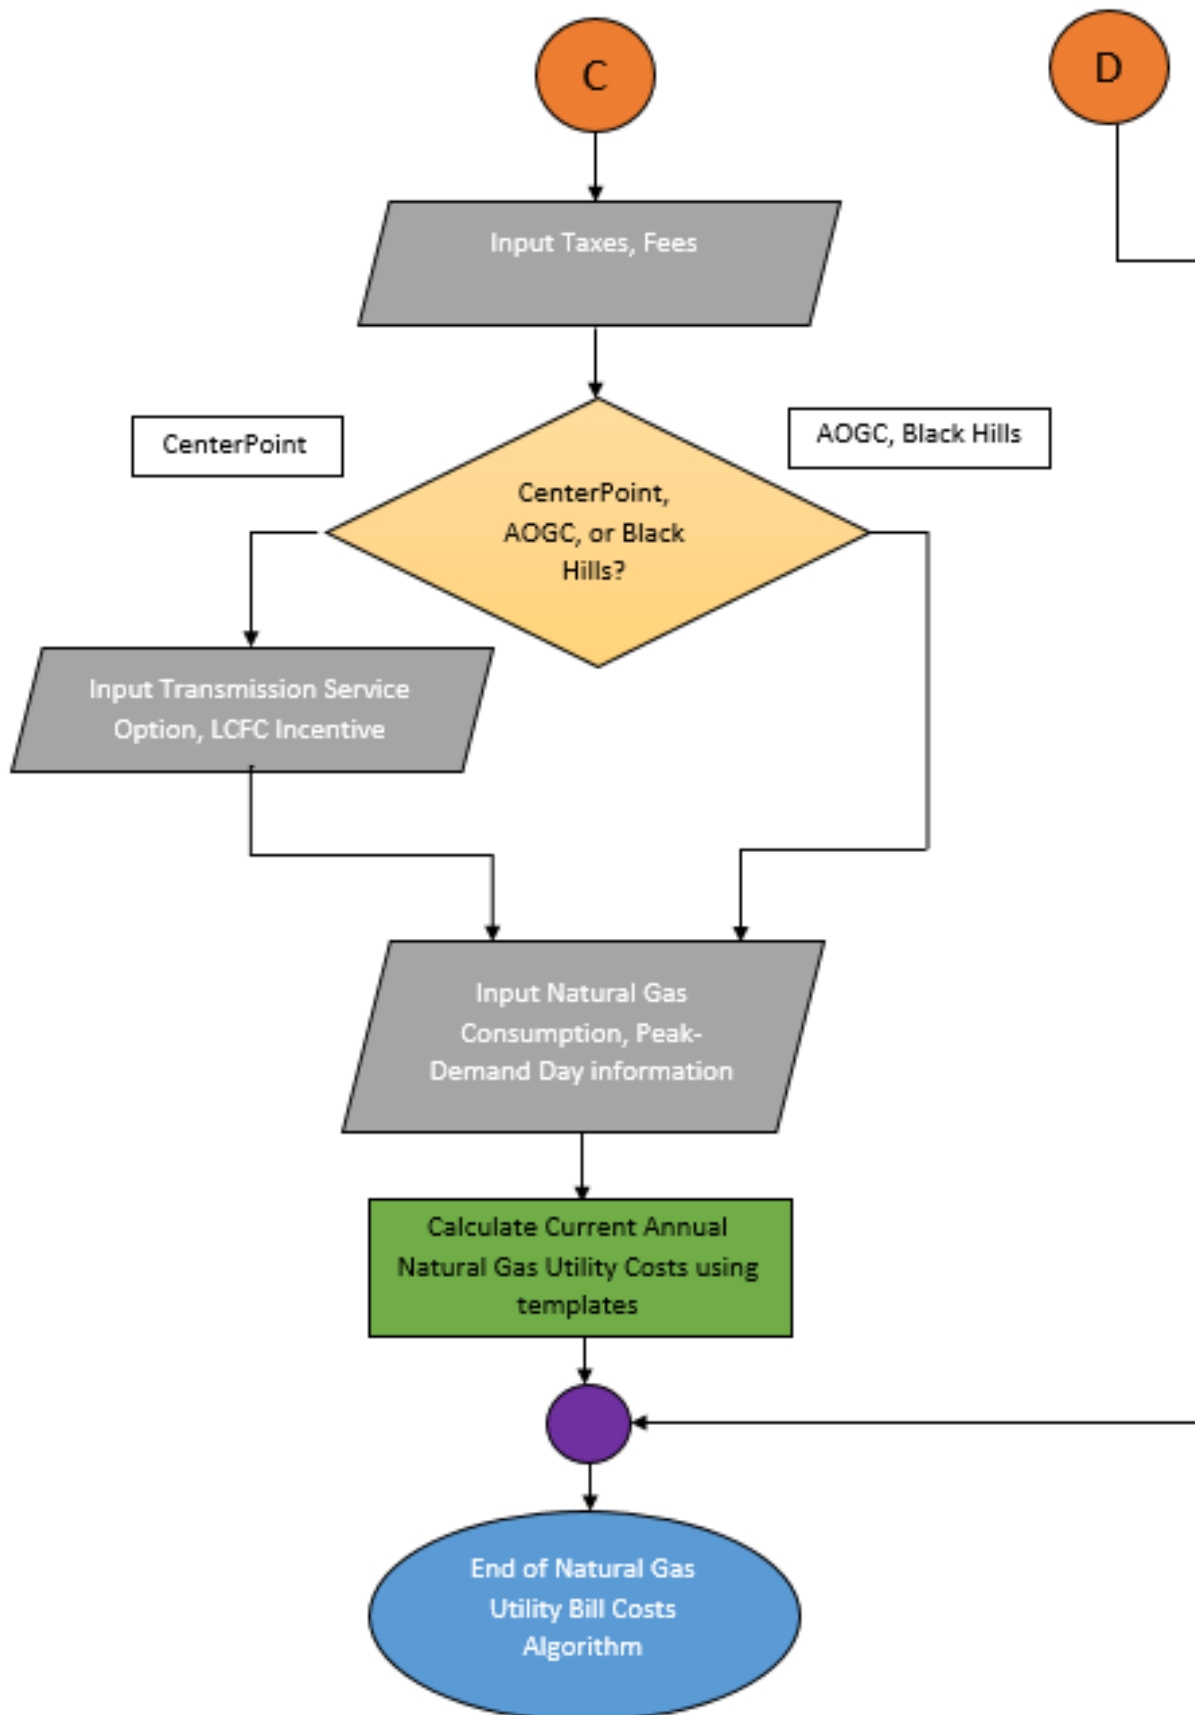 C
D
Input Taxes, Fees
CenterPoint
AOGC, Black Hills
CenterPoint,
AOGC, or Black
Hills?
Input Transmission Service
Option, LCFC Incentive
Input Natural Gas
Consumption, Peak-
Demand Day information
Calculate Current Annual
Natural Gas Utility Costs using
templates
End of Natural Gas
Utility Bill Costs
Algorithm